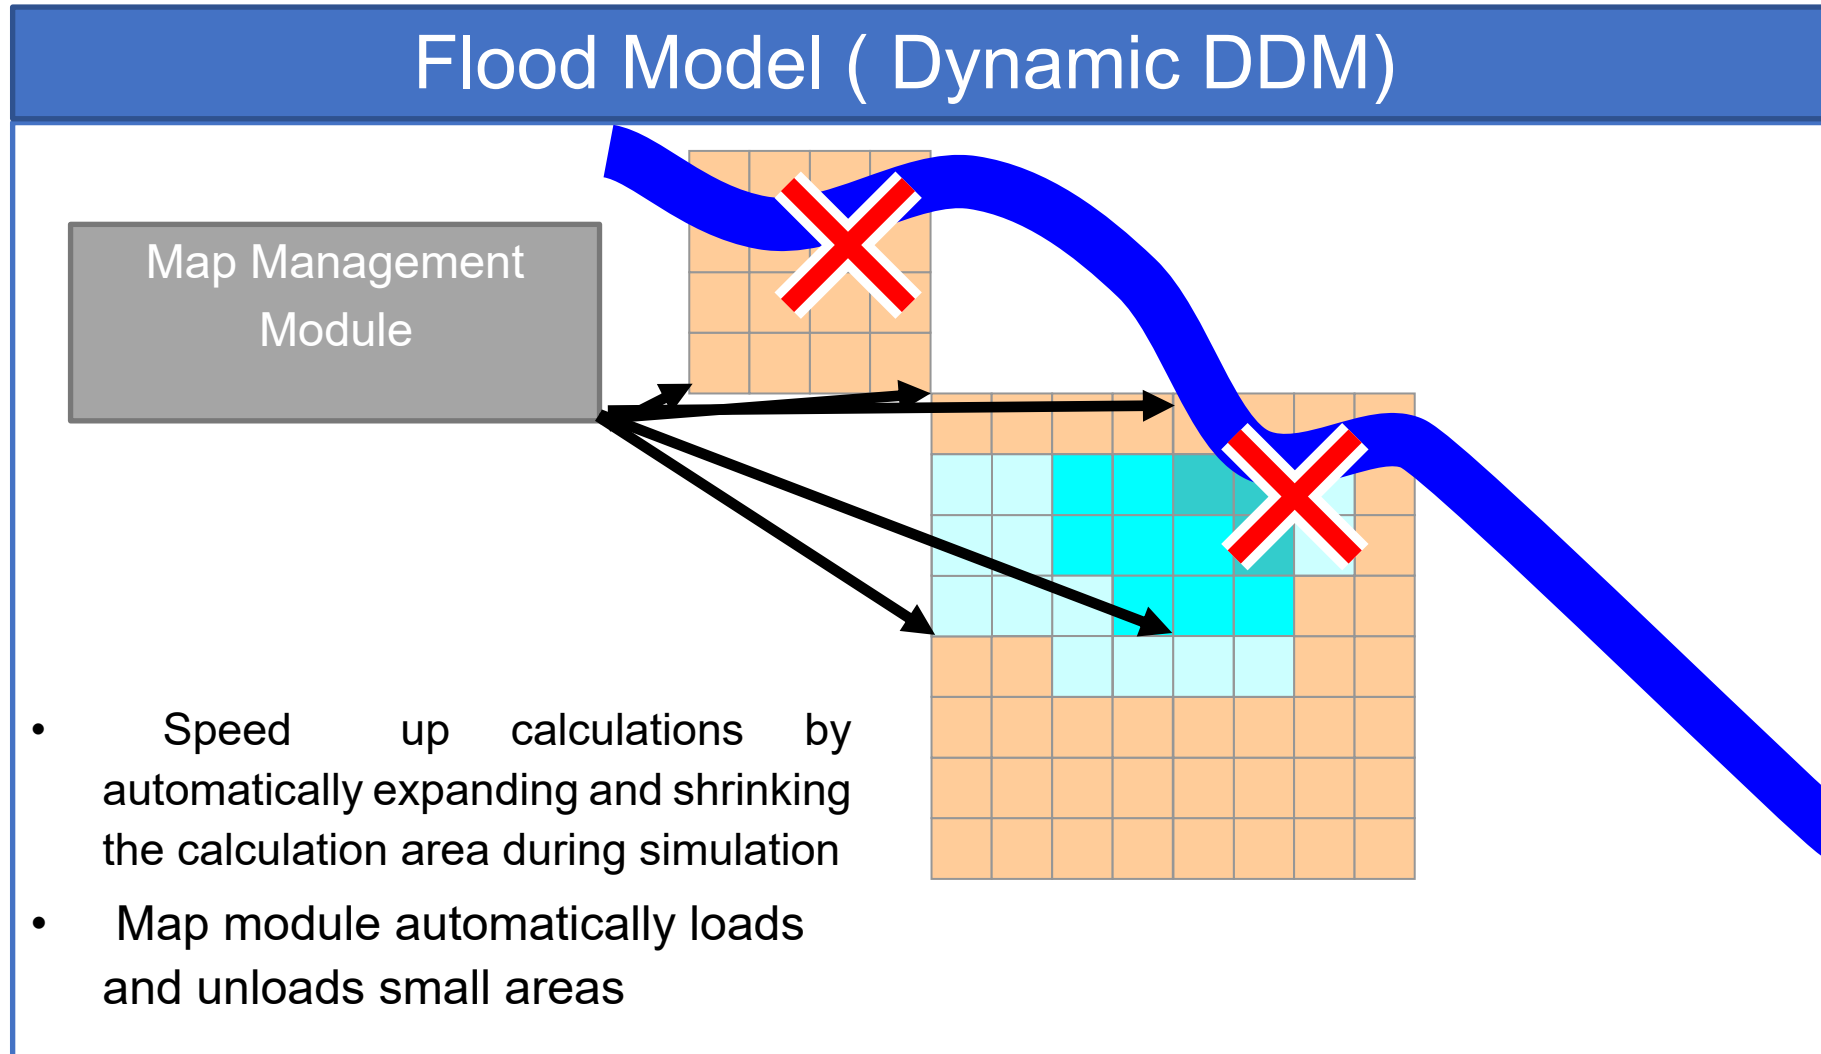 Flood Model ( Dynamic DDM)
Map Management
Module
• Speed up calculations by
automatically expanding and shrinking
the calculation area during simulation
• Map module automatically loads
and unloads small areas